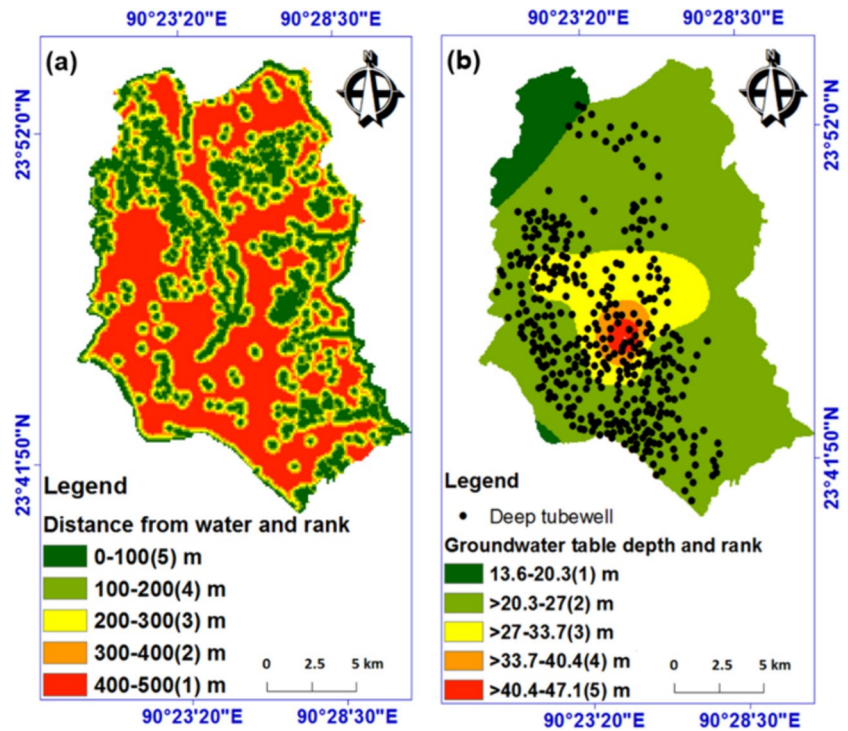 90°23'20"E 90°28'30"E 90°23'20"E 90°28'30"E
(a) (b)
N N
23°52'0"N 23°52'0"N
23°41'50"N 23°41'50"N
Legend
Distance from water and rank
0-100(5) m
100-200(4) m
200-300(3) m
300-400(2) m
400-500(1) m
0 2.5 5 km
Legend
Deep tubewell
Groundwater table depth and rank
13.6-20.3(1) m
>20.3-27(2) m
>27-33.7(3) m
>33.7-40.4(4) m
>40.4-47.1(5) m
0 2.5 5 km
90°23'20"E 90°28'30"E 90°23'20"E 90°28'30"E